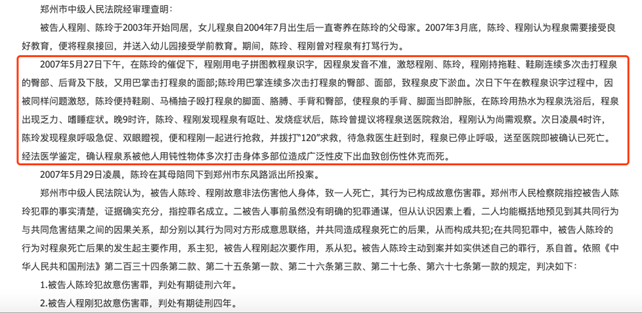 郑州市中级人民法院经审理查明：
被告人程刚、陈玲于2003年开始同居，女儿程泉自2004年7月出生后一直寄养在陈玲的父母家。2007年3月底，陈玲、程刚认为程泉需要接受良
好教育，便将程泉接回，并送入幼儿园接受学前教育。期间，陈玲、程刚曾对程泉有打骂行为。
2007年5月27日下午，在陈玲的催促下，程刚用电子拼图教程泉识字，因程泉发音不准，激怒程刚、陈玲，程刚持拖鞋、鞋刷连续多次击打程泉
的臀部、后背及下肢，又用巴掌击打程泉的面部；陈玲用巴掌连续多次击打程泉的臀部、面部，致程泉皮下淤血。次日下午在教程泉识字过程中，因
被同样问题激怒，陈玲便持鞋刷、马桶抽子殴打程泉的脚面、胳膊、手背和臀部，使程泉的手背、脚面当即肿胀，在陈玲用热水为程泉洗浴后，程泉
出现乏力、嗜睡症状。晚9时许，陈玲、程刚发现程泉有呕吐、发烧症状后，陈玲曾提议将程泉送医院救治，程刚认为尚需观察。次日凌晨4时许，
陈玲发现程泉呼吸急促、双眼瞪视，便和程刚一起进行抢救，并拨打“120”求救，待急救医生赶到时，程泉已停止呼吸，送至医院即被确认已死亡。
经法医学鉴定，确认程泉系被他人用钝性物体多次打击身体多部位造成广泛性皮下出血致创伤性休克而死。
2007年5月29日凌晨，陈玲在其母陪同下到郑州市东风路派出所投案。
郑州市中级人民法院认为，被告人陈玲、程刚故意非法伤害他人身体，致一人死亡，其行为已构成故意伤害罪。郑州市人民检察院指控被告人陈
玲犯罪的事实清楚，证据确实充分，指控罪名成立。二被告人事前虽然没有明确的犯罪通谋，但从认识因素上看，二人均能概括地预见到其共同行为
与共同危害结果之间的因果关系，却分别以其行为同对方形成意思联络，并共同造成程泉死亡的后果，从而构成共犯；在共同犯罪中，被告人陈玲的
行为对程泉死亡后果的发生起主要作用，系主犯，被告人程刚起次要作用，系从犯。被告人陈玲主动到案并如实供述自己的罪行，系自首。依照《中
华人民共和国刑法》第二百三十四条第二款、第二十五条第一款、第二十六条第三款、第二十七条、第六十七条第一款的规定，判决如下：
1.被告人陈玲犯故意伤害罪，判处有期徒刑六年。
2.被告人程刚犯故意伤害罪，判处有期徒刑四年。